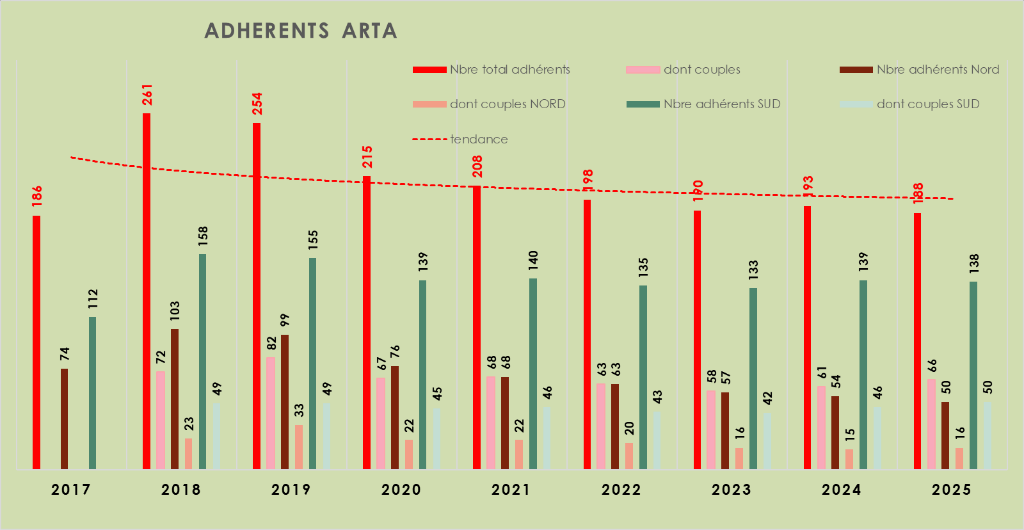 ADHERENTS ARTA
Nbre total adhérents dont couples Nbre adhérents Nord
dont couples NORD Nbre adhérents SUD dont couples SUD
tendance
186 74 112
261 72 103 23 158 49
254 82 99 33 155 49
215 67 76 22 139 45
208 68 68 22 140 46
198 63 63 20 135 43
190 58 57 16 133 42
193 61 54 15 139 46
188 66 50 16 138 50
2017 2018 2019 2020 2021 2022 2023 2024 2025